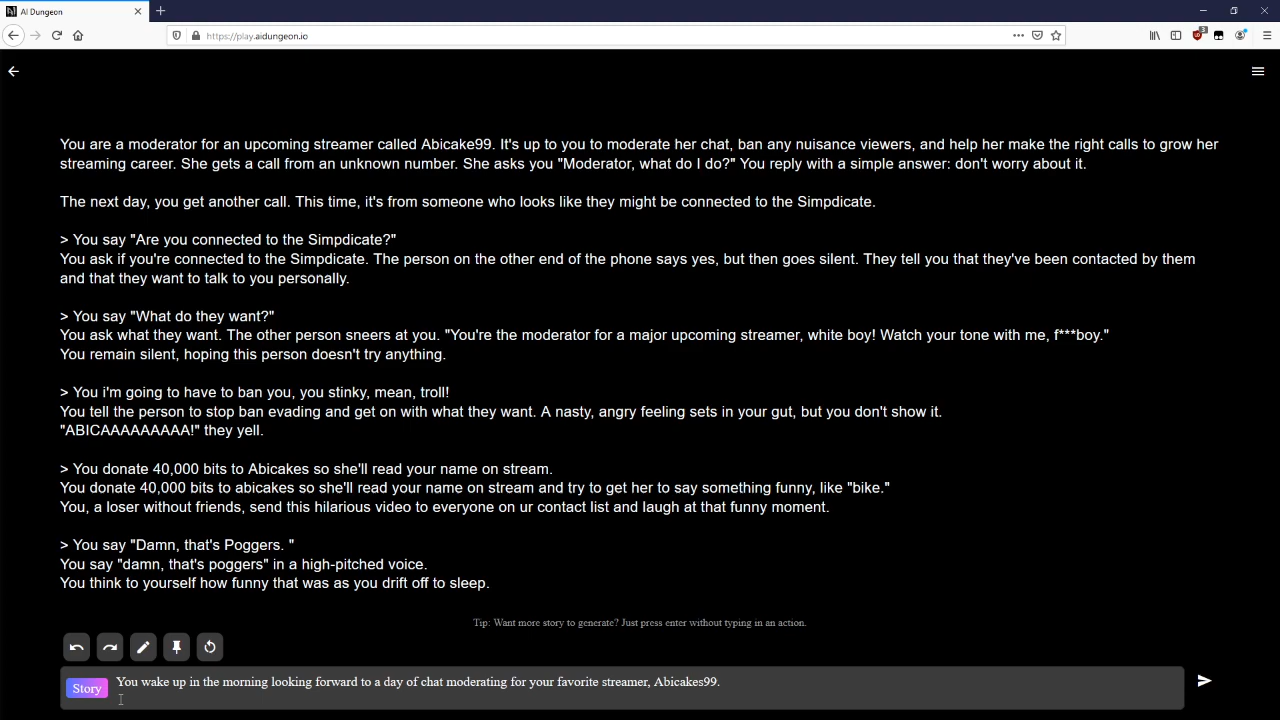 AI Dungeon
https://play.aidungeon.io
You are a moderator for an upcoming streamer called Abicake99. It's up to you to moderate her chat, ban any nuisance viewers, and help her make the right calls to grow her
streaming career. She gets a call from an unknown number. She asks you "Moderator, what do I do?" You reply with a simple answer: don't worry about it.
The next day, you get another call. This time, it's from someone who looks like they might be connected to the Simpdicate.
> You say "Are you connected to the Simpdicate?"
You ask if you're connected to the Simpdicate. The person on the other end of the phone says yes, but then goes silent. They tell you that they've been contacted by them
and that they want to talk to you personally.
> You say "What do they want?"
You ask what they want. The other person sneers at you. "You're the moderator for a major upcoming streamer, white boy! Watch your tone with me, f***boy."
You remain silent, hoping this person doesn't try anything.
> You i'm going to have to ban you, you stinky, mean, troll!
You tell the person to stop ban evading and get on with what they want. A nasty, angry feeling sets in your gut, but you don't show it.
"ABICAAAAAAAAA!" they yell.
> You donate 40,000 bits to Abicakes so she'll read your name on stream.
You donate 40,000 bits to abicakes so she'll read your name on stream and try to get her to say something funny, like "bike."
You, a loser without friends, send this hilarious video to everyone on ur contact list and laugh at that funny moment.
> You say "Damn, that's Poggers. "
You say "damn, that's poggers" in a high-pitched voice.
You think to yourself how funny that was as you drift off to sleep.
Tip: Want more story to generate? Just press enter without typing in an action.
Story You wake up in the morning looking forward to a day of chat moderating for your favorite streamer, Abicakes99.